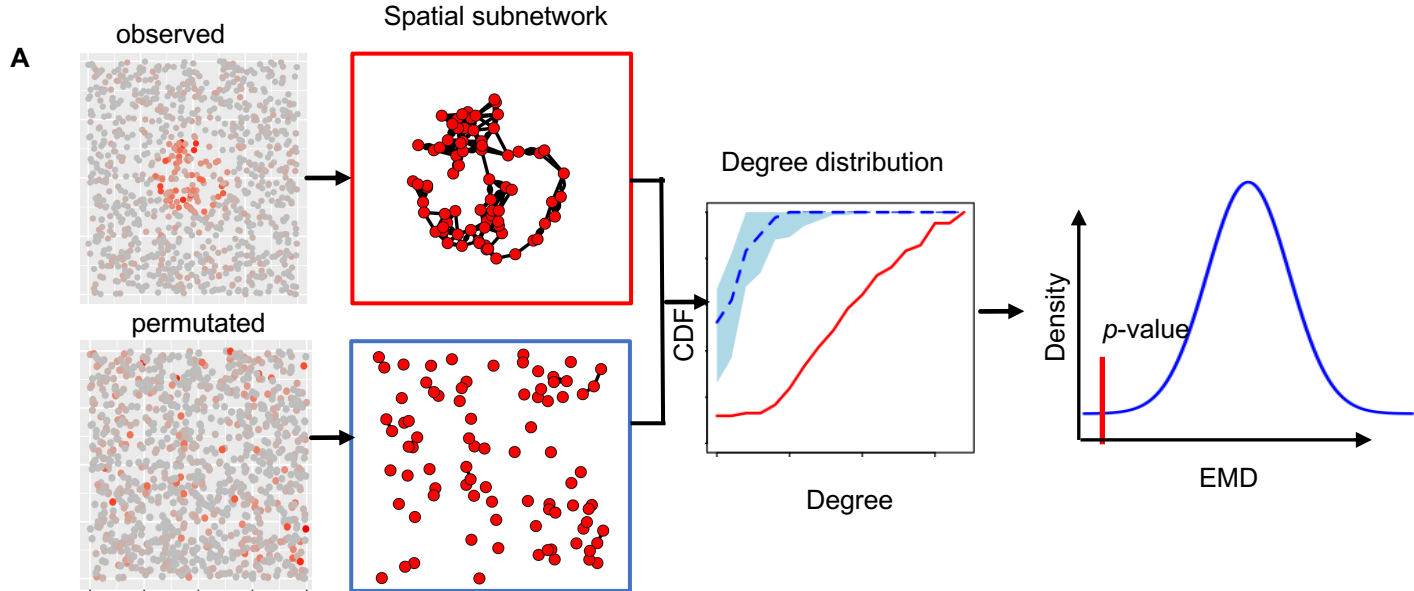 Spatial subnetwork
observed
A
Degree distribution
permutated
CDF
Degree
Density
p-value
EMD